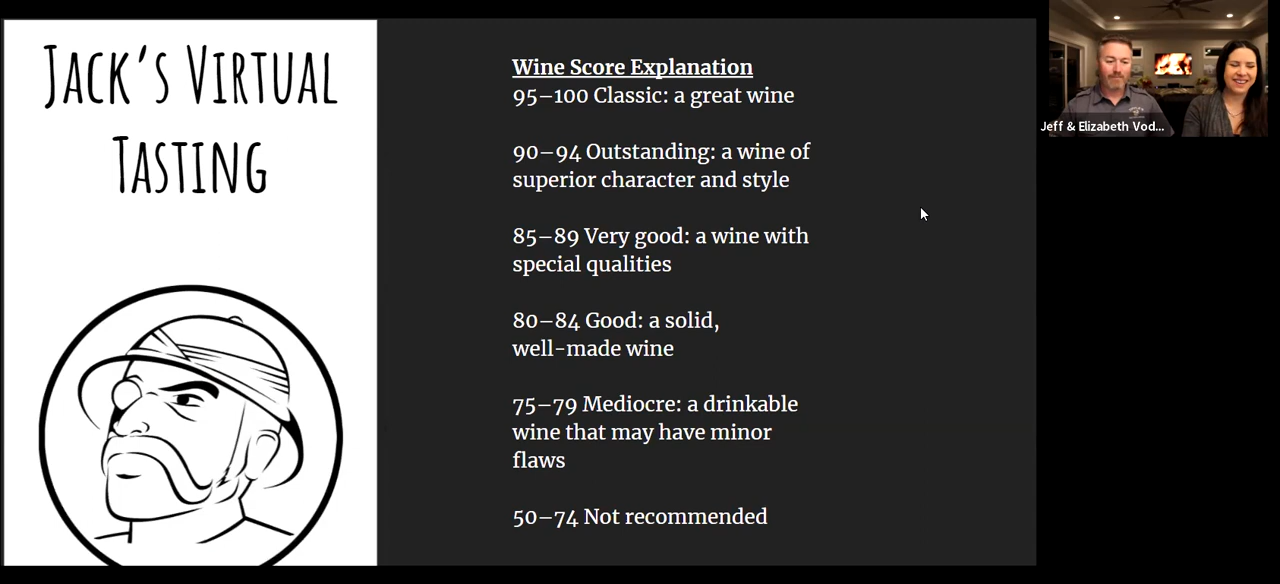 Jack's Virtual
Tasting
Wine Score Explanation
95–100 Classic: a great wine
90–94 Outstanding: a wine of
superior character and style
85–89 Very good: a wine with
special qualities
80–84 Good: a solid,
well-made wine
75–79 Mediocre: a drinkable
wine that may have minor
flaws
50–74 Not recommended
Jeff & Elizabeth Vod...